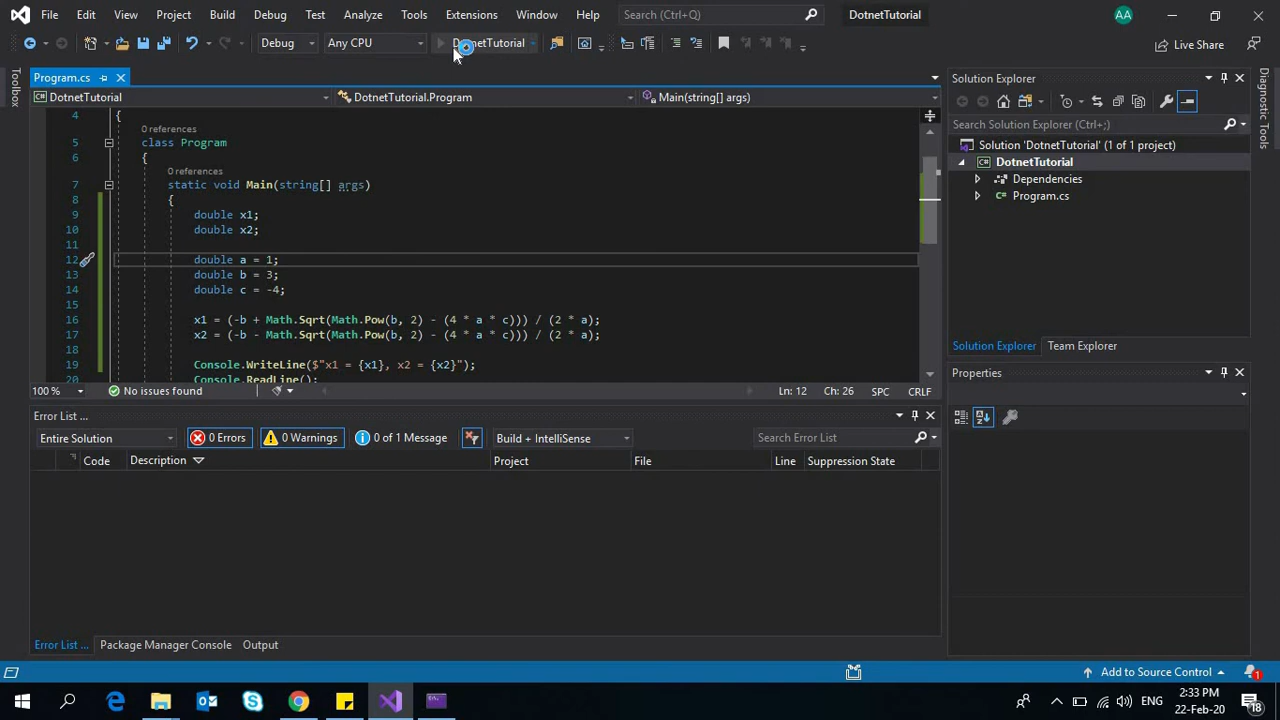 File Edit View Project Build Debug Test Analyze Tools Extensions Window Help Search (Ctrl+Q) DotnetTutorial AA
Debug Any CPU DotnetTutorial Live Share
Toolbox
Program.cs
DotnetTutorial DotnetTutorial.Program Main(string[] args)
4 {
0 references
5 class Program
6 {
0 references
7 static void Main(string[] args)
8 {
9 double x1;
10 double x2;
11
12 double a = 1;
13 double b = 3;
14 double c = -4;
15
16 x1 = (-b + Math.Sqrt(Math.Pow(b, 2) - (4 * a * c))) / (2 * a);
17 x2 = (-b - Math.Sqrt(Math.Pow(b, 2) - (4 * a * c))) / (2 * a);
18
19 Console.WriteLine($"x1 = {x1}, x2 = {x2}");
20 Console.ReadLine();
100 % No issues found Ln: 12 Ch: 26 SPC CRLF
Error List ...
Entire Solution 0 Errors 0 Warnings 0 of 1 Message Build + IntelliSense Search Error List
Code Description Project File Line Suppression State
Error List ... Package Manager Console Output
Solution Explorer
Search Solution Explorer (Ctrl+;)
Solution 'DotnetTutorial' (1 of 1 project)
C# DotnetTutorial
Dependencies
C# Program.cs
Solution Explorer Team Explorer
Properties
Diagnostic Tools
Add to Source Control 1
ENG 2:33 PM
22-Feb-20 18